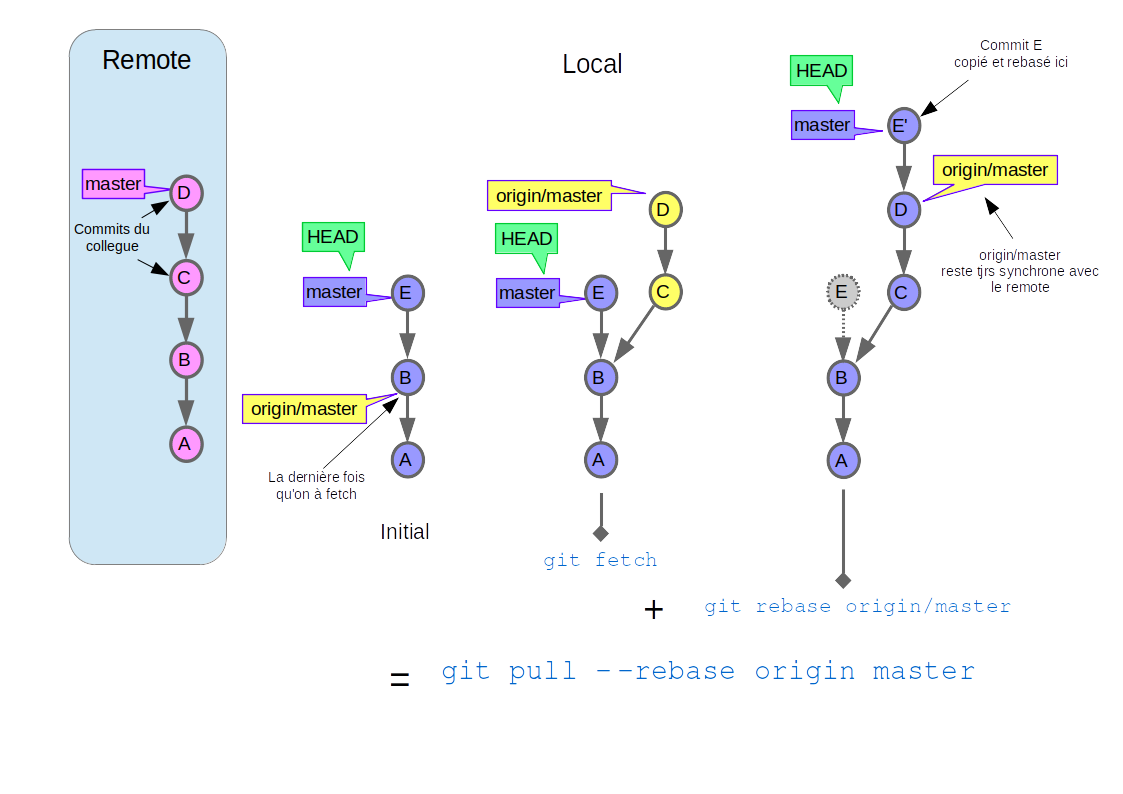 Remote
master
D
Commits du
collegue
C
B
A
Local
HEAD
master
E
B
origin/master
A
La dernière fois
qu'on à fetch
Initial
origin/master
D
HEAD
master
E
C
B
A
git fetch
Commit E
copié et rebasé ici
HEAD
master
E'
origin/master
D
origin/master
reste tjrs synchrone avec
le remote
E
C
B
A
+
git rebase origin/master
=
git pull --rebase origin master